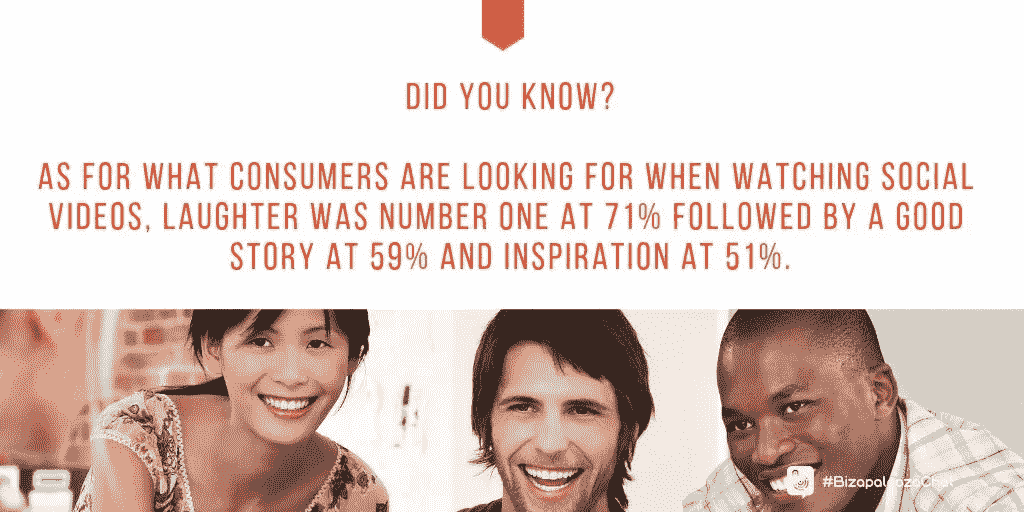 DID YOU KNOW?
AS FOR WHAT CONSUMERS ARE LOOKING FOR WHEN WATCHING SOCIAL
VIDEOS, LAUGHTER WAS NUMBER ONE AT 71% FOLLOWED BY A GOOD
STORY AT 59% AND INSPIRATION AT 51%.
#BizapaloozaChat